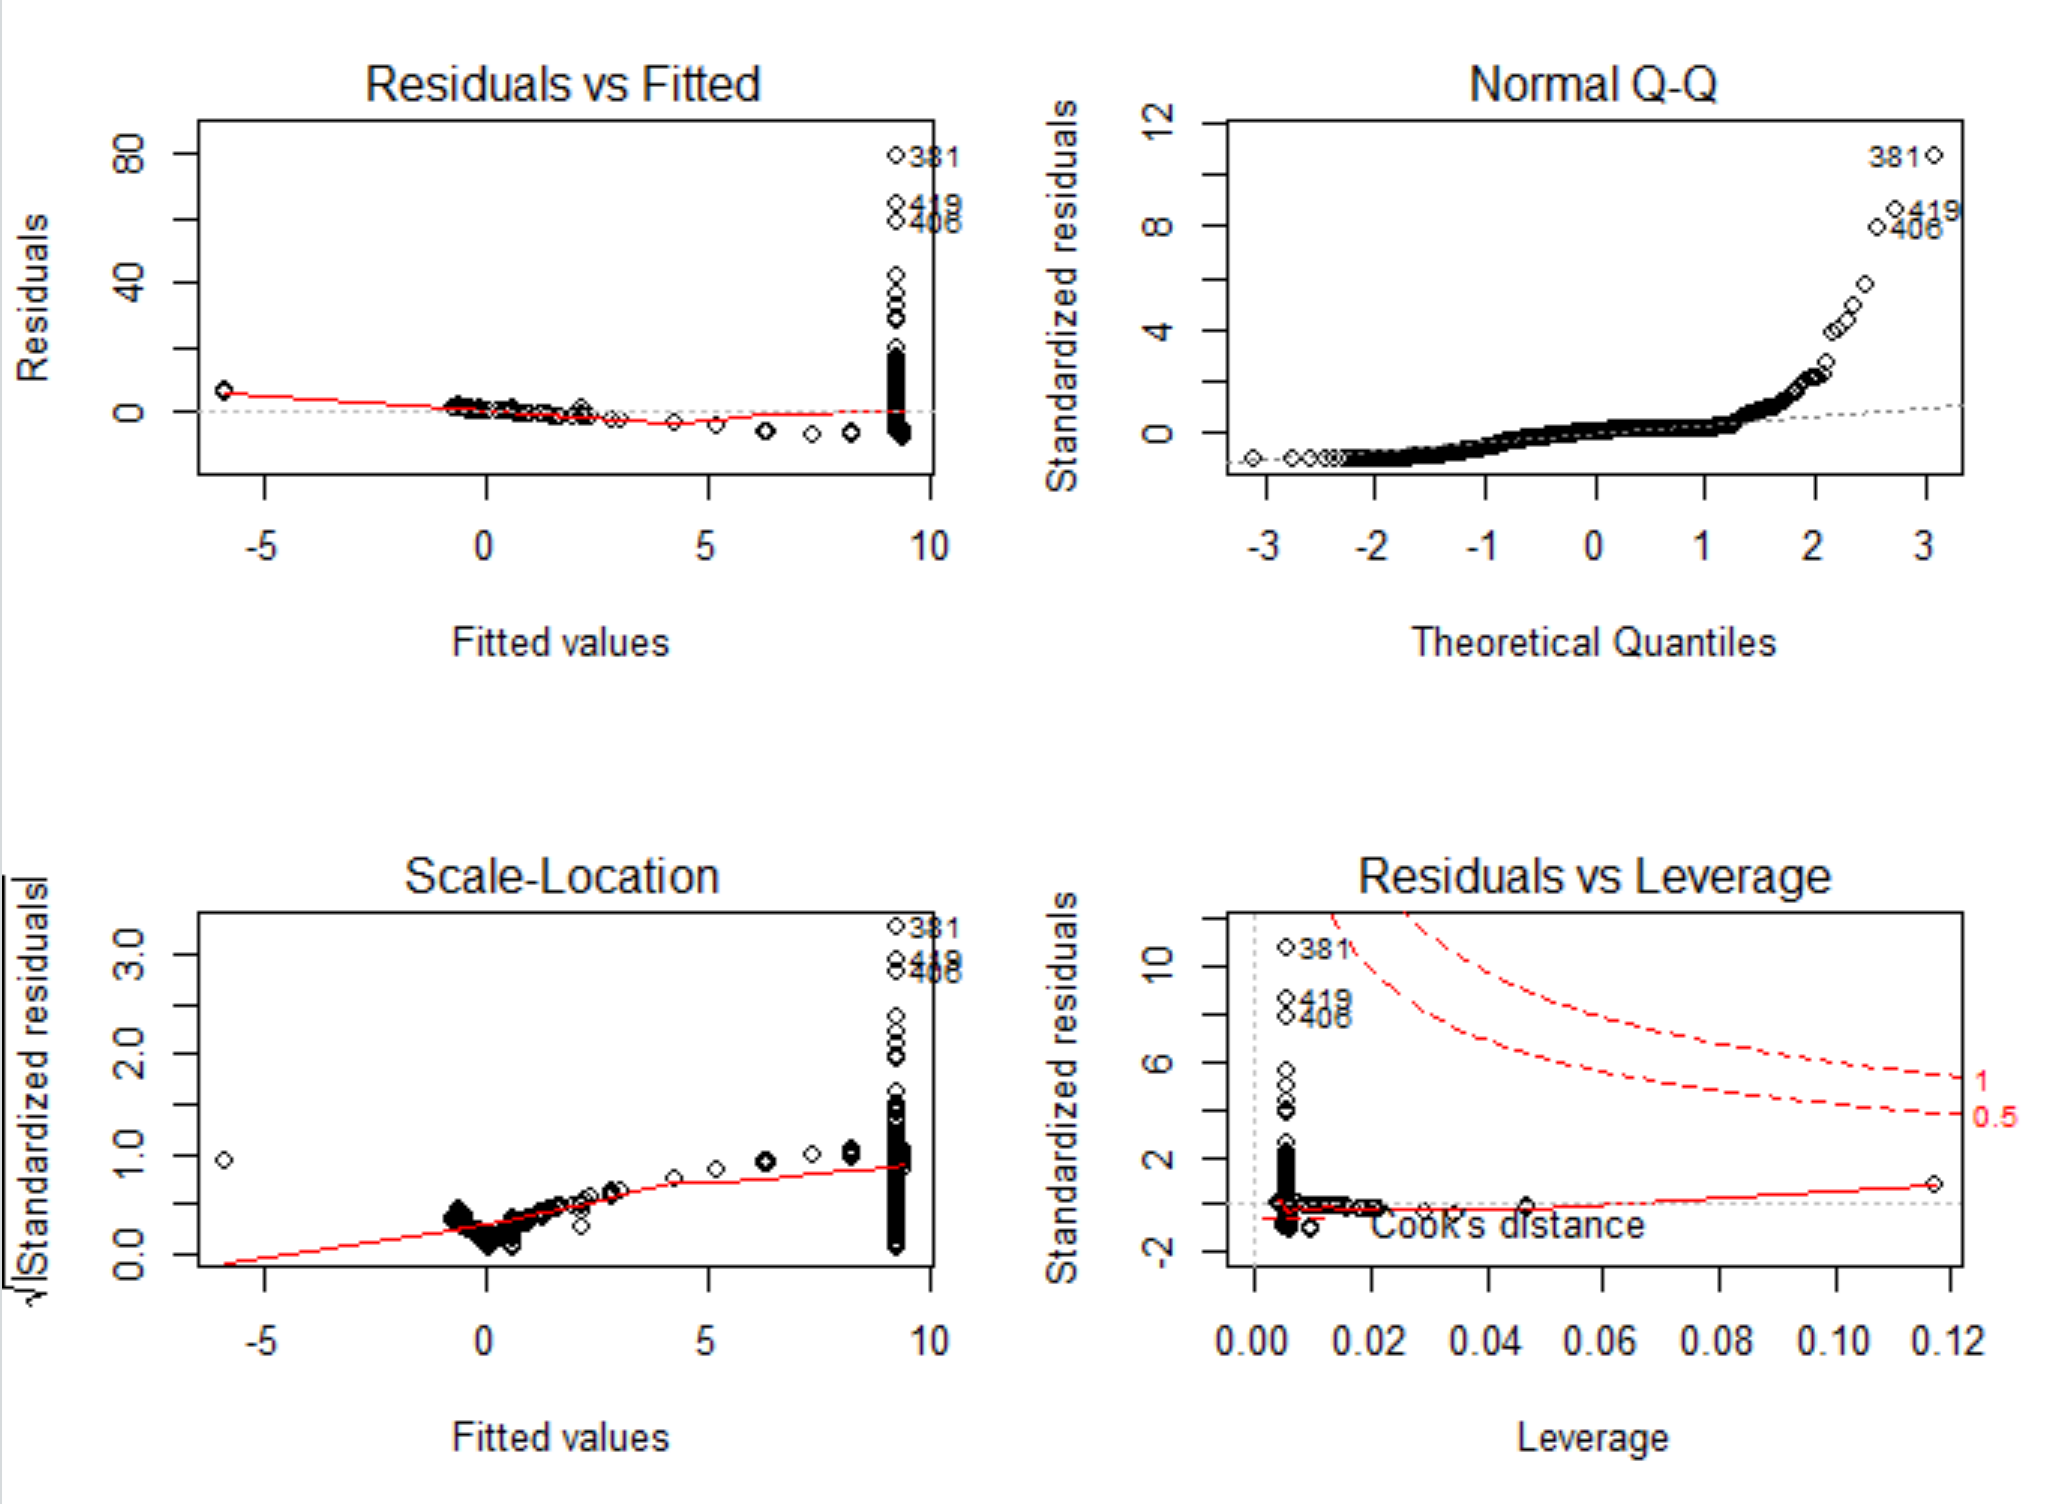 Residuals vs Fitted
Residuals
80
40
0
381
419
406
-5 0 5 10
Fitted values
Normal Q-Q
Standardized residuals
12
8
4
0
381
419
406
-3 -2 -1 0 1 2 3
Theoretical Quantiles
Scale-Location
√|Standardized residuals|
3.0
2.0
1.0
0.0
381
419
406
-5 0 5 10
Fitted values
Residuals vs Leverage
Standardized residuals
10
6
2
-2
381
419
406
1
0.5
Cook's distance
0.00 0.02 0.04 0.06 0.08 0.10 0.12
Leverage